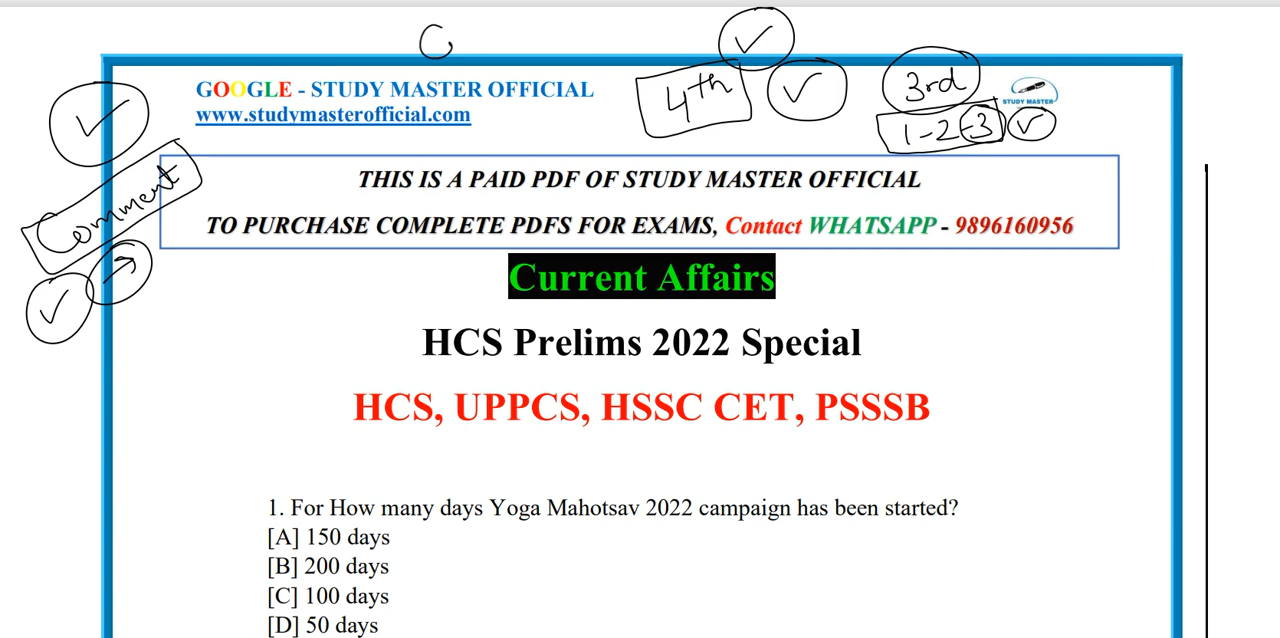 C
GOOGLE - STUDY MASTER OFFICIAL
www.studymasterofficial.com
4th
3rd
STUDY MASTER
1-2-3
Comment
THIS IS A PAID PDF OF STUDY MASTER OFFICIAL
TO PURCHASE COMPLETE PDFS FOR EXAMS, Contact WHATSAPP - 9896160956
Current Affairs
HCS Prelims 2022 Special
HCS, UPPCS, HSSC CET, PSSSB
1. For How many days Yoga Mahotsav 2022 campaign has been started?
[A] 150 days
[B] 200 days
[C] 100 days
[D] 50 days